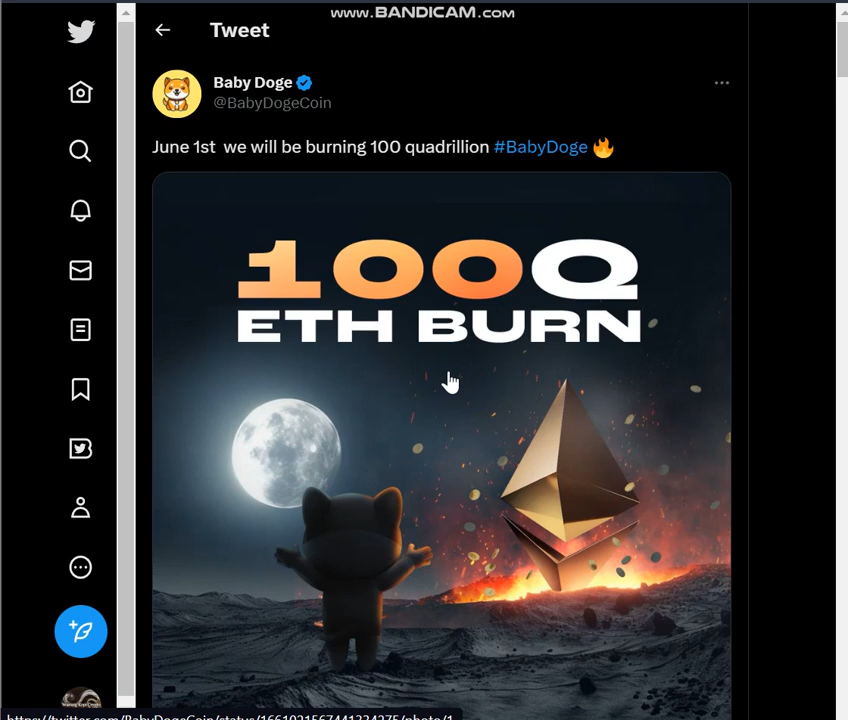 www.BANDICAM.com
Tweet
Baby Doge
@BabyDogeCoin
June 1st we will be burning 100 quadrillion #BabyDoge 🔥
100Q
ETH BURN